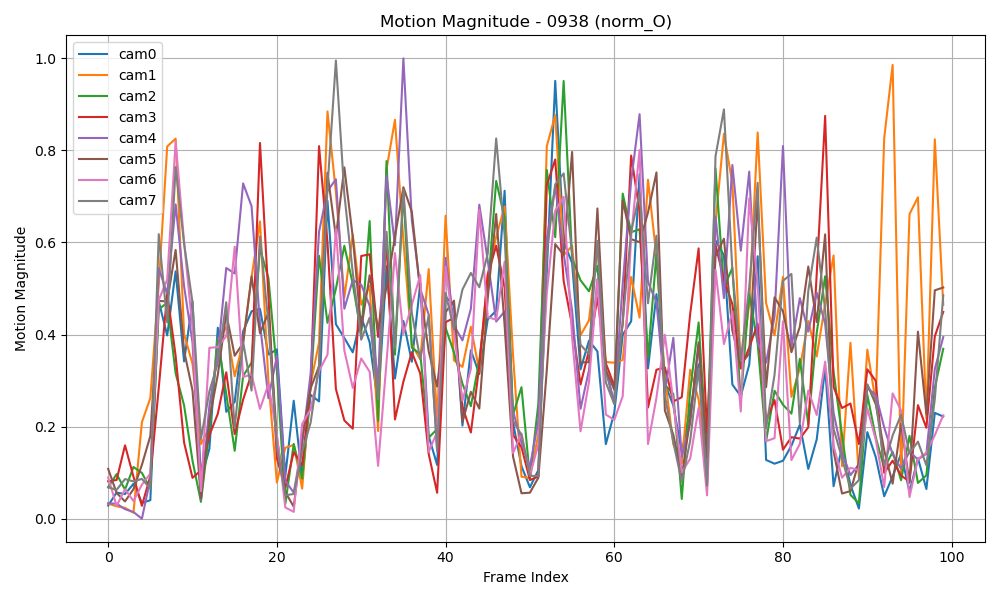 Motion Magnitude - 0938 (norm_O)
cam0
cam1
cam2
cam3
cam4
cam5
cam6
cam7
Motion Magnitude
1.0
0.8
0.6
0.4
0.2
0.0
0 20 40 60 80 100
Frame Index